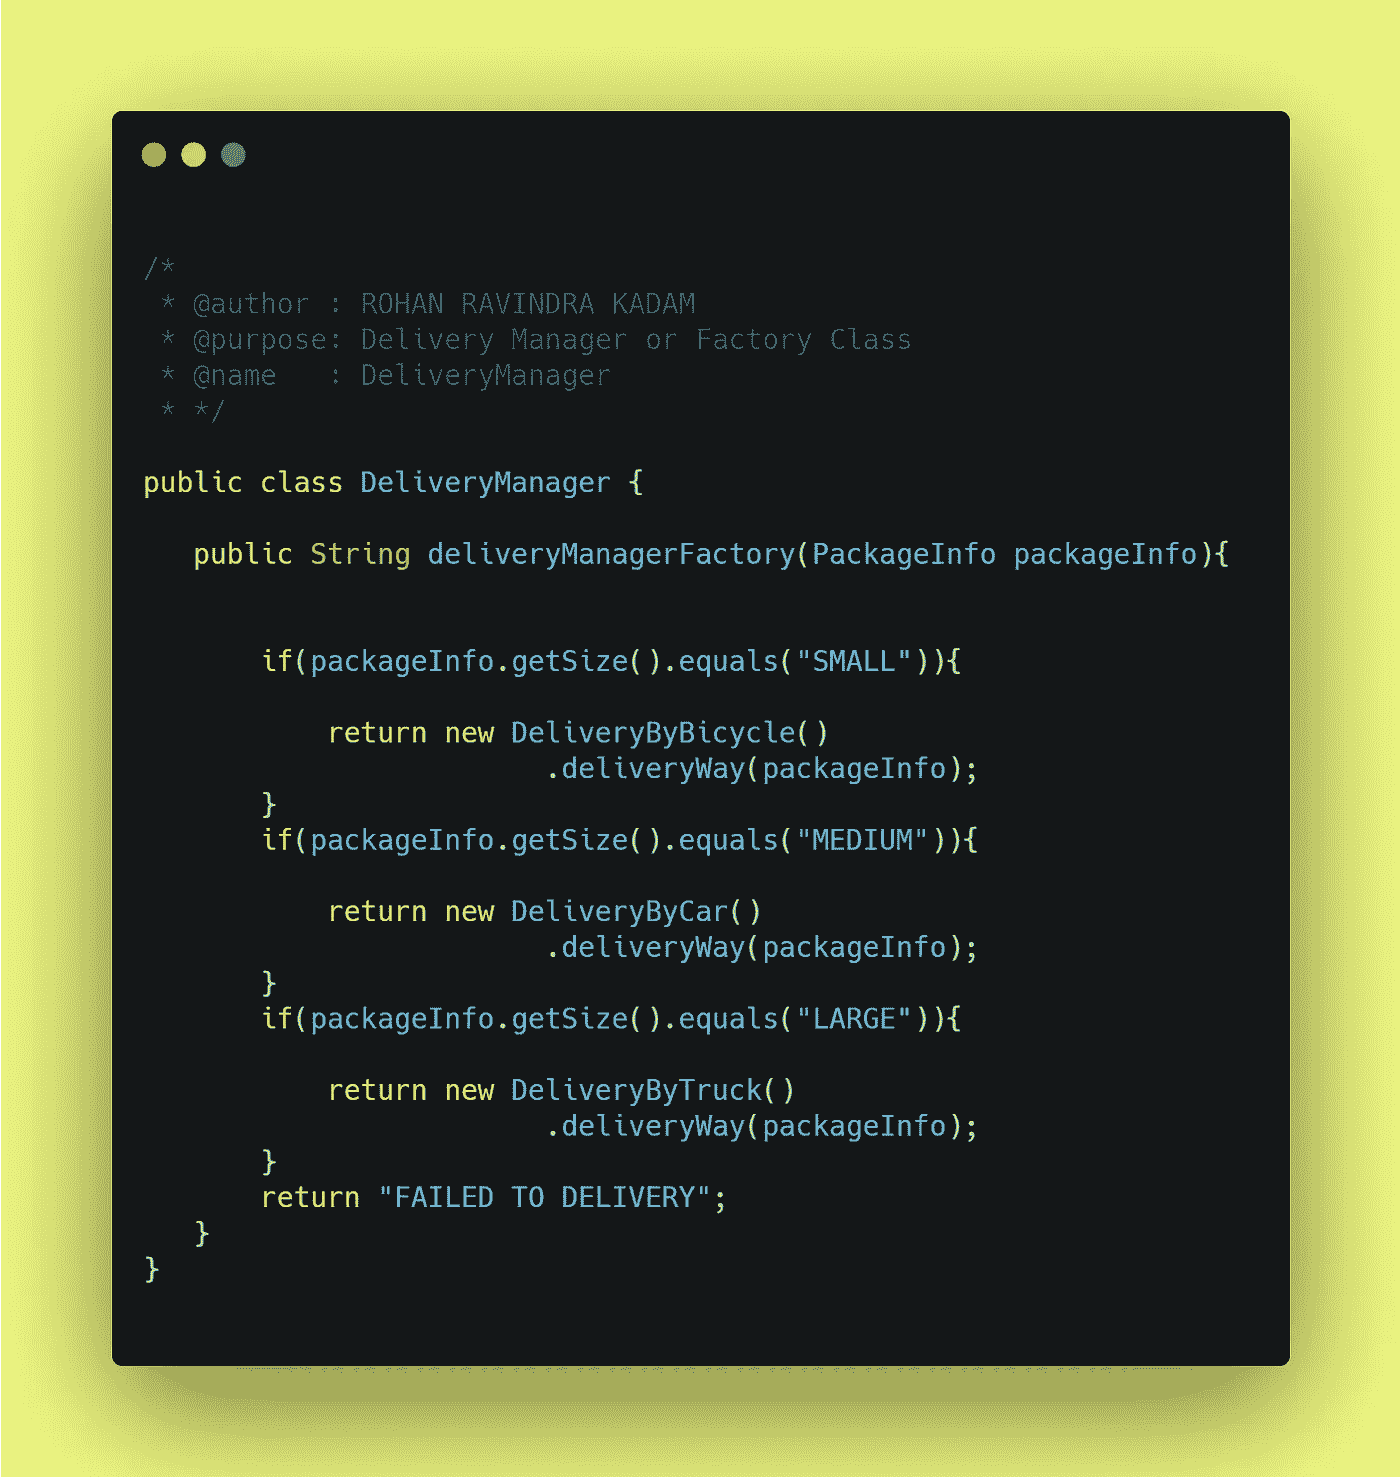 /*
 * @author : ROHAN RAVINDRA KADAM
 * @purpose: Delivery Manager or Factory Class
 * @name   : DeliveryManager
 * */
public class DeliveryManager {
   public String deliveryManagerFactory(PackageInfo packageInfo){
       if(packageInfo.getSize().equals("SMALL")){
           return new DeliveryByBicycle()
                        .deliveryWay(packageInfo);
       }
       if(packageInfo.getSize().equals("MEDIUM")){
           return new DeliveryByCar()
                        .deliveryWay(packageInfo);
       }
       if(packageInfo.getSize().equals("LARGE")){
           return new DeliveryByTruck()
                        .deliveryWay(packageInfo);
       }
       return "FAILED TO DELIVERY";
   }
}